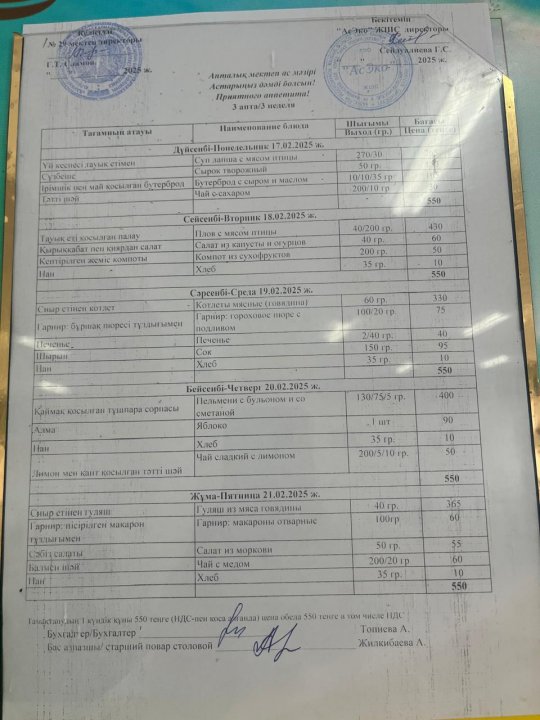 Бекітемін
№ 29 мектеп директоры "АсЭко" ЖШС директоры
Сейдуалиева Г.С.
2025 ж. 2025 ж.
"АсЭко"
Апталық мектеп ас мәзірі
Астарыңыз дәмді болсын!
Приятного аппетита!
3 апта/3 неделя
Тағамның атауы Наименование блюда Шығымы Выход (гр.) Бағасы Цена
Дүйсенбі-Понедельник 17.02.2025 ж.
Үй кеспесі тауық етімен Суп лапша с мясом птицы 270/30
Сүзбеше Сырок творожный 50 гр.
Ірімшік пен май қосылған бутерброд Бутерброд с сыром и маслом 10/10/35 гр
Тәтті шәй Чай с сахаром 200/10 гр
550
Сейсенбі-Вторник 18.02.2025 ж.
Тауық еті қосылған палау Плов с мясом птицы 40/200 гр. 430
Қырыққабат пен қиярдан салат Салат из капусты и огурцов 40 гр. 60
Кептірілген жеміс компоты Компот из сухофруктов 200 гр. 50
Нан Хлеб 35 гр. 10
550
Сәрсенбі-Среда 19.02.2025 ж.
Сиыр етінен котлет Котлеты мясные (говядина) 60 гр. 330
Гарнир: бұршақ пюресі тұздығымен Гарнир: гороховое пюре с подливом 100/20 гр. 75
Печенье Печенье 2/40 гр. 40
Шырын Сок 150 гр. 95
Нан Хлеб 35 гр. 10
550
Бейсенбі-Четверг 20.02.2025 ж.
Қаймақ қосылған тұшпара сорпасы Пельмени с бульоном и со сметаной 130/75/5 гр. 400
Алма Яблоко 1 шт 90
Нан Хлеб 35 гр. 10
Лимон мен қант қосылған тәтті шәй Чай сладкий с лимоном 200/5/10 гр. 50
550
Жұма-Пятница 21.02.2025 ж.
Сиыр етінен гуляш Гуляш из мяса говядины 40 гр. 365
Гарнир: пісірілген макарон тұздығымен Гарнир: макароны отварные 100гр 60
Сәбіз салаты Салат из моркови 50 гр. 55
Балмен шәй Чай с медом 200/20 гр 60
Нан Хлеб 35 гр. 10
550
1 күндік құны 550 тенге (НДС-пен қоса алғанда) цена обеда 550 тенге в том числе НДС
Бухгалтер/Бухгалтер Топиева А.
Бас аспазшы/ старший повар столовой Жилкибаева А.